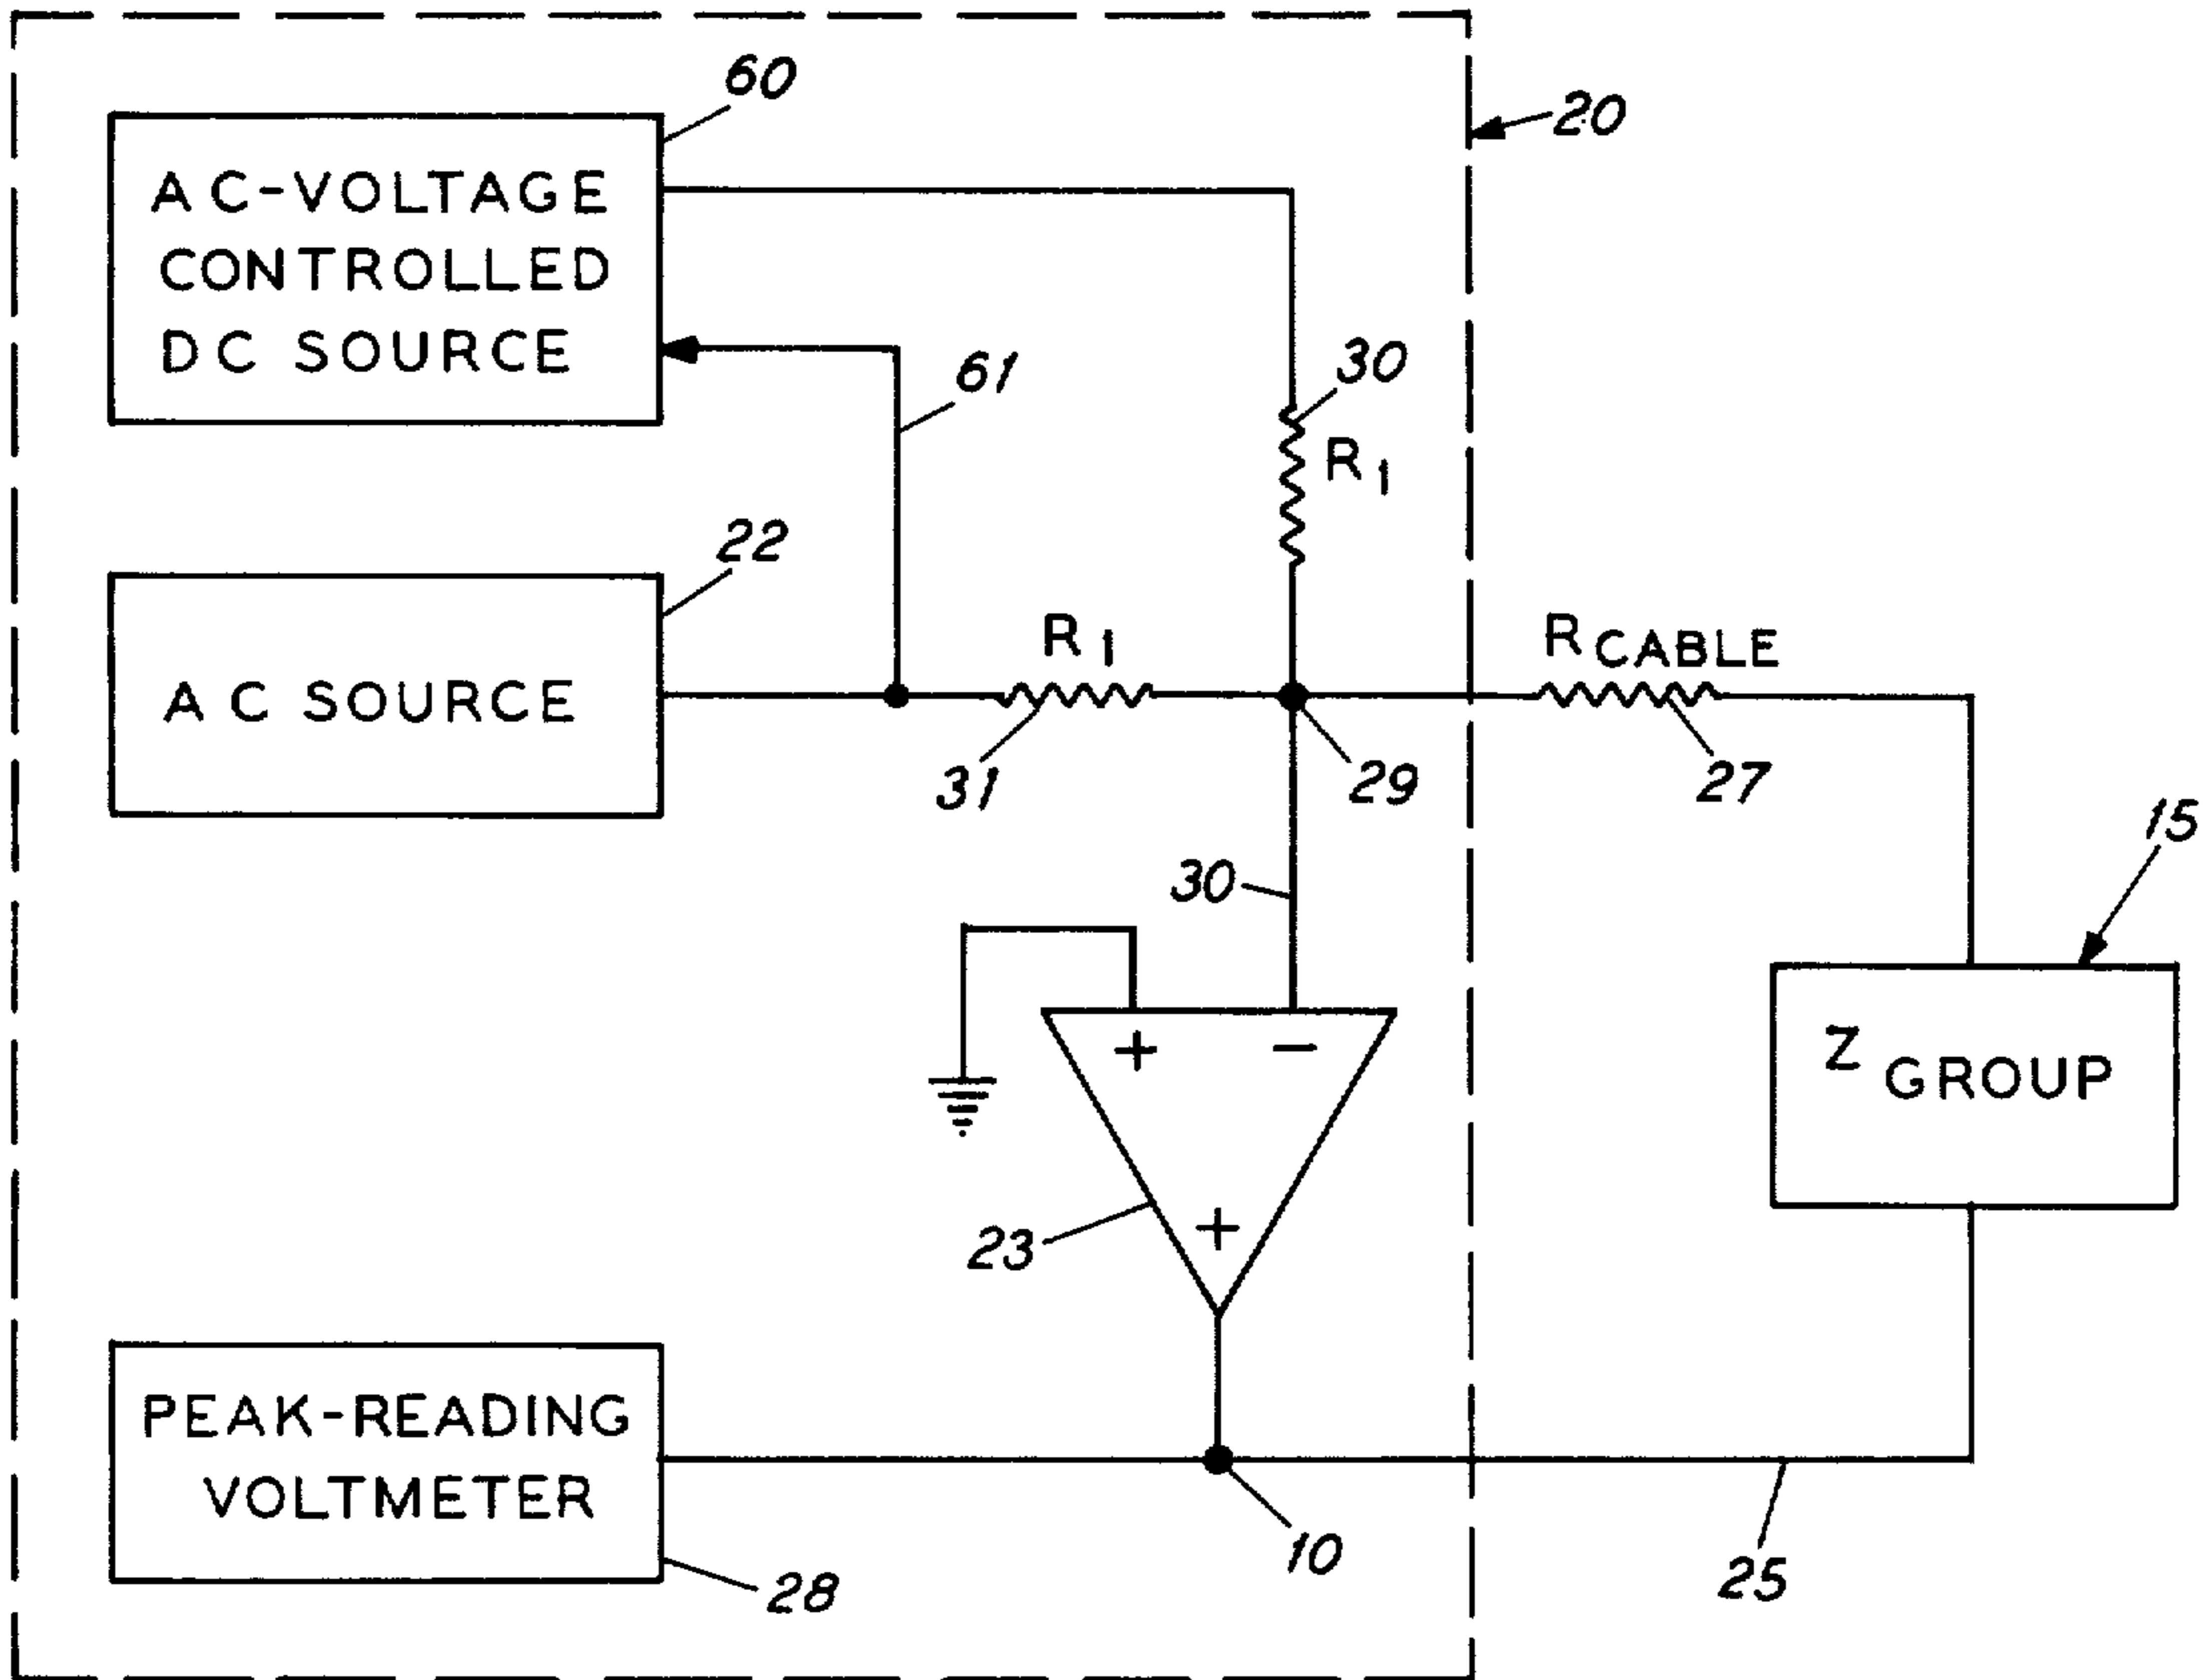 60
20
AC-VOLTAGE
CONTROLLED
DC SOURCE
61
30
R1
22
AC SOURCE
R1
RCABLE
31
29
27
15
30
+ −
Z GROUP
23
+
PEAK-READING
VOLTMETER
10
25
28